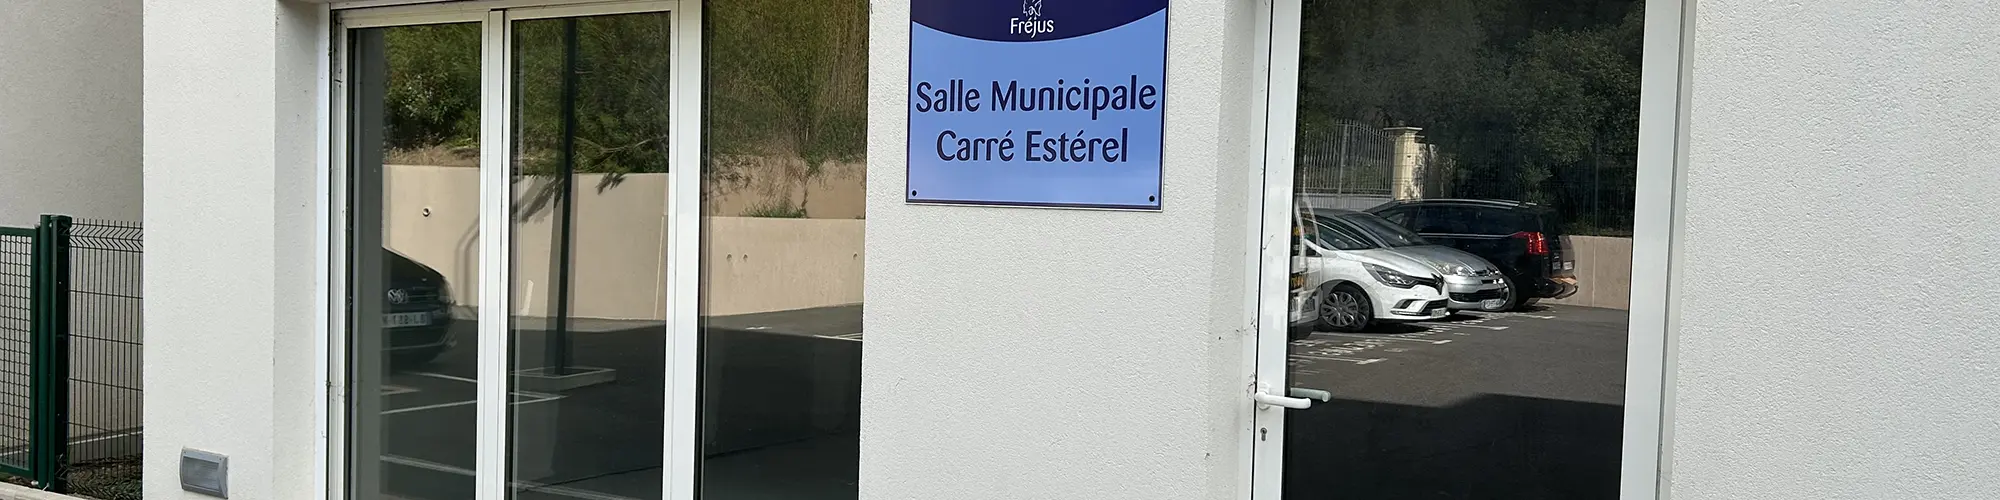 Fréjus
Salle Municipale
Carré Estérel